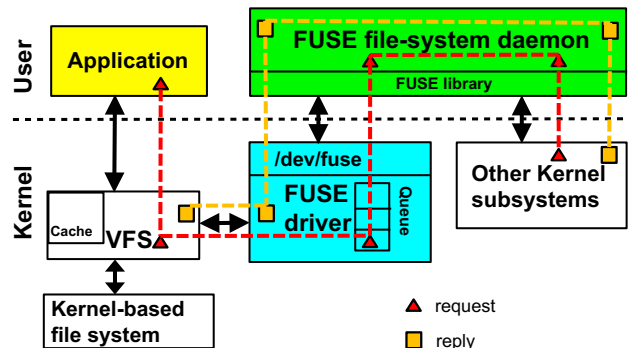 User
Application
FUSE file-system daemon
FUSE library
Kernel
Cache
VFS
/dev/fuse
FUSE
driver
Queue
Other Kernel
subsystems
Kernel-based
file system
request
reply